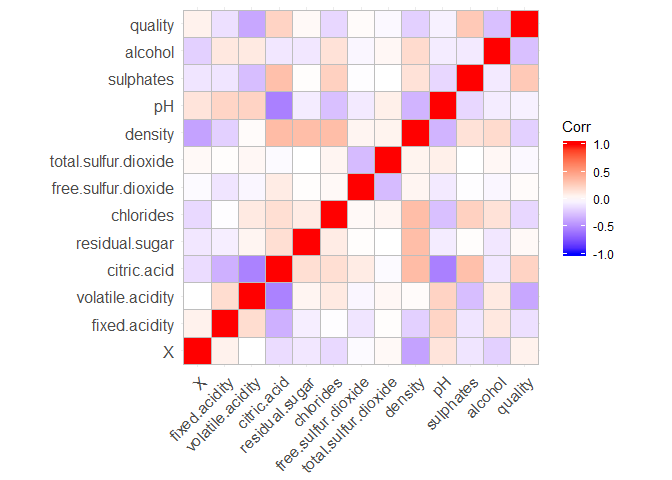 quality
alcohol
sulphates
pH
density
total.sulfur.dioxide
free.sulfur.dioxide
chlorides
residual.sugar
citric.acid
volatile.acidity
fixed.acidity
X
X
fixed.acidity
volatile.acidity
citric.acid
residual.sugar
chlorides
free.sulfur.dioxide
total.sulfur.dioxide
density
pH
sulphates
alcohol
quality
Corr
1.0
0.5
0.0
-0.5
-1.0